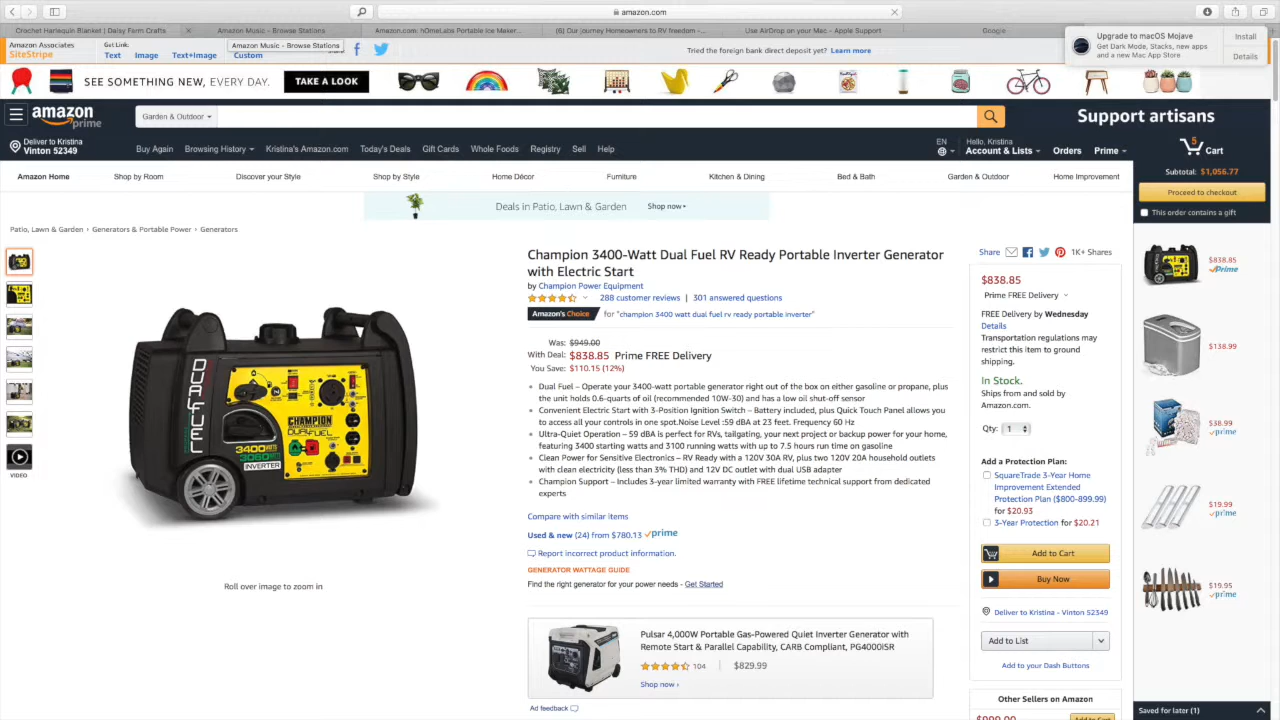 amazon.com
Crochet Harlequin Blanket | Daisy Farm Crafts
Amazon Music - Browse Stations
Amazon.com: hOmeLabs Portable Ice Maker...
(6) Our journey Homeowners to RV freedom -...
Use AirDrop on your Mac - Apple Support
Google
Amazon Associates
SiteStripe
Get Link:
Text Image Text+Image Custom
Amazon Music - Browse Stations
Tried the foreign bank direct deposit yet? Learn more
Upgrade to macOS Mojave
Get Dark Mode, Stacks, new apps
and a new Mac App Store
Install
Details
SEE SOMETHING NEW, EVERY DAY.
TAKE A LOOK
amazon
prime
Garden & Outdoor
Support artisans
Deliver to Kristina
Vinton 52349
Buy Again Browsing History Kristina's Amazon.com Today's Deals Gift Cards Whole Foods Registry Sell Help
EN
Hello, Kristina
Account & Lists Orders Prime
5
Cart
Amazon Home Shop by Room Discover your Style Shop by Style Home Décor Furniture Kitchen & Dining Bed & Bath Garden & Outdoor Home Improvement
Subtotal: $1,056.77
Proceed to checkout
This order contains a gift
Deals in Patio, Lawn & Garden Shop now
Patio, Lawn & Garden › Generators & Portable Power › Generators
VIDEO
DUAL FUEL
CHAMPION
DUAL FUEL
3400
3060
INVERTER
Roll over image to zoom in
Champion 3400-Watt Dual Fuel RV Ready Portable Inverter Generator
with Electric Start
by Champion Power Equipment
288 customer reviews | 301 answered questions
Amazon's Choice for "champion 3400 watt dual fuel rv ready portable inverter"
Was: $949.00
With Deal: $838.85 Prime FREE Delivery
You Save: $110.15 (12%)
• Dual Fuel – Operate your 3400-watt portable generator right out of the box on either gasoline or propane, plus
the unit holds 0.6-quarts of oil (recommended 10W-30) and has a low oil shut-off sensor
• Convenient Electric Start with 3-Position Ignition Switch – Battery included, plus Quick Touch Panel allows you
to access all your controls in one spot.Noise Level :59 dBA at 23 feet. Frequency 60 Hz
• Ultra-Quiet Operation – 59 dBA is perfect for RVs, tailgating, your next project or backup power for your home,
featuring 3400 starting watts and 3100 running watts with up to 7.5 hours run time on gasoline
• Clean Power for Sensitive Electronics – RV Ready with a 120V 30A RV, plus two 120V 20A household outlets
with clean electricity (less than 3% THD) and 12V DC outlet with dual USB adapter
• Champion Support – Includes 3-year limited warranty with FREE lifetime technical support from dedicated
experts
Compare with similar items
Used & new (24) from $780.13 prime
Report incorrect product information.
GENERATOR WATTAGE GUIDE
Find the right generator for your power needs - Get Started
Pulsar 4,000W Portable Gas-Powered Quiet Inverter Generator with
Remote Start & Parallel Capability, CARB Compliant, PG4000iSR
104 | $829.99
Shop now ›
Ad feedback
Share 1K+ Shares
$838.85
Prime FREE Delivery
FREE Delivery by Wednesday
Details
Transportation regulations may
restrict this item to ground
shipping.
In Stock.
Ships from and sold by
Amazon.com.
Qty: 1
Add a Protection Plan:
SquareTrade 3-Year Home
Improvement Extended
Protection Plan ($800-899.99)
for $20.93
3-Year Protection for $20.21
Add to Cart
Buy Now
Deliver to Kristina - Vinton 52349
Add to List
Add to your Dash Buttons
Other Sellers on Amazon
$999.00
Add to Cart
$838.85
Prime
$138.99
$38.99
prime
$19.99
prime
$19.95
prime
Saved for later (1)